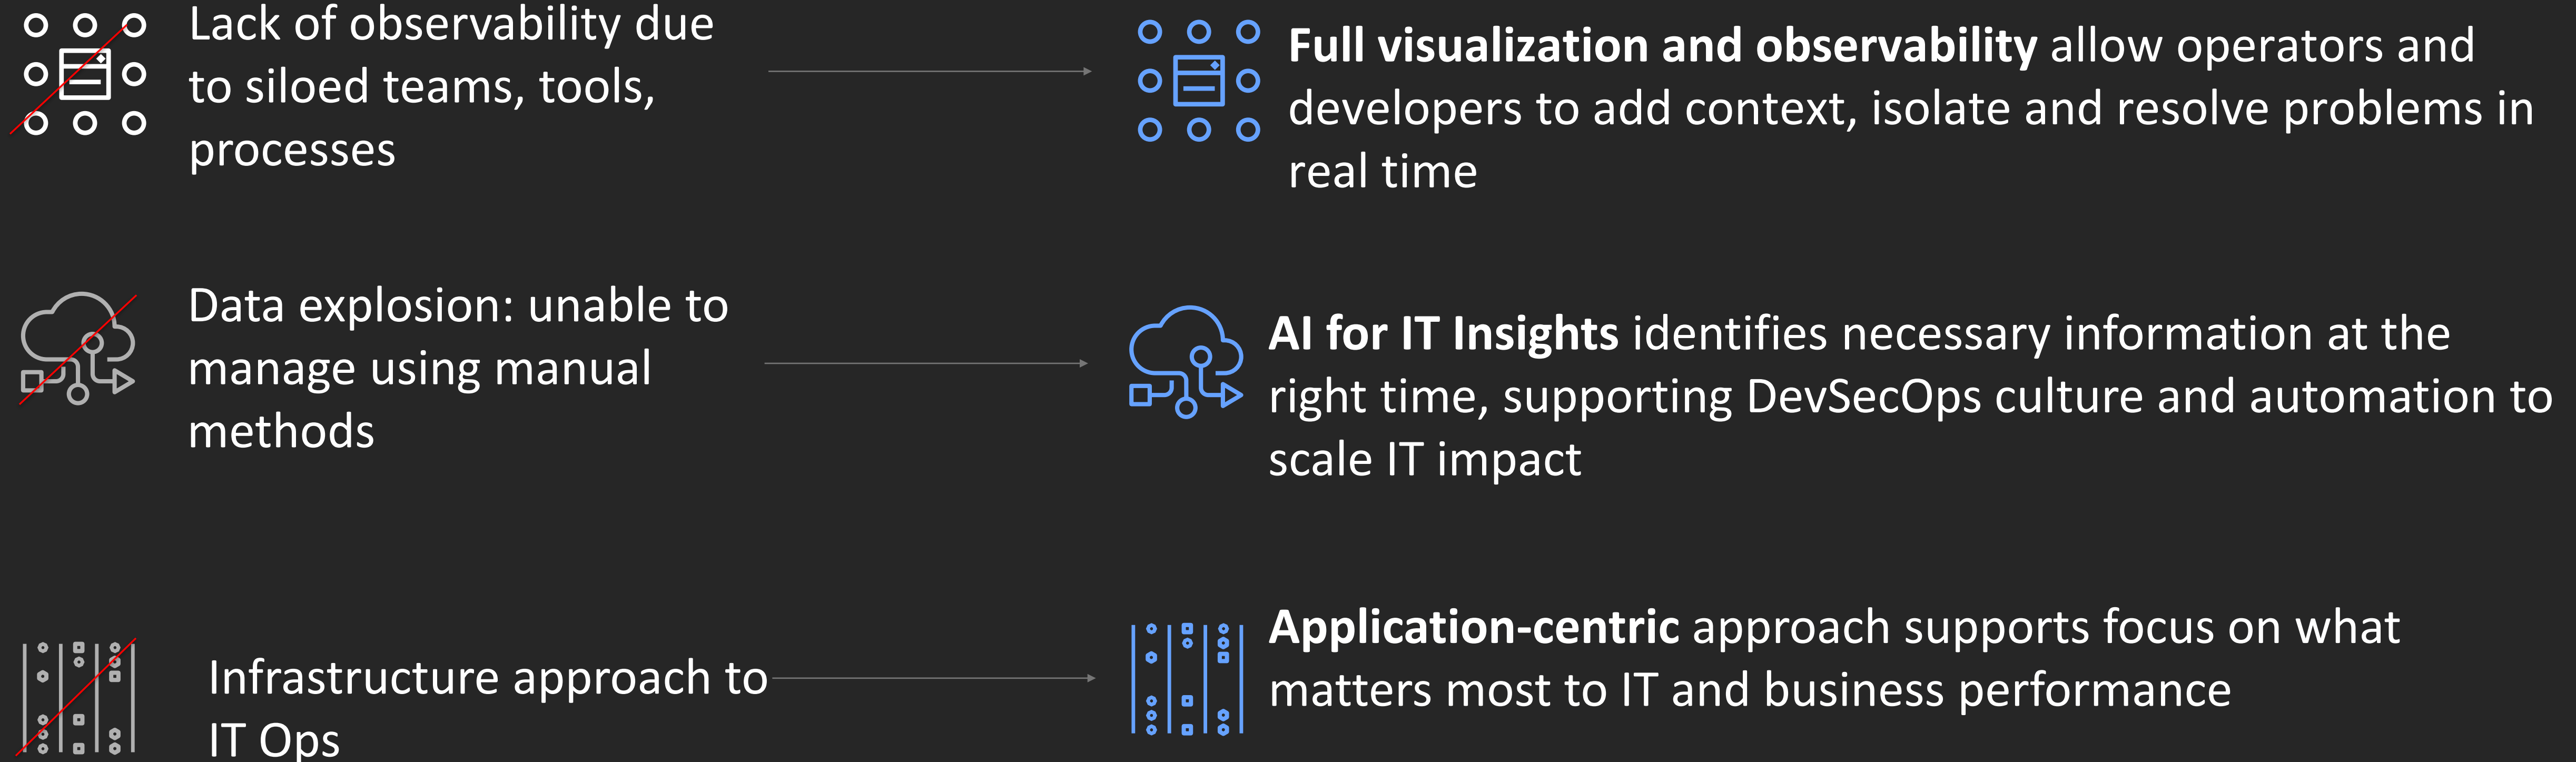 Lack of observability due
to siloed teams, tools,
processes
Full visualization and observability allow operators and
developers to add context, isolate and resolve problems in
real time
Data explosion: unable to
manage using manual
methods
AI for IT Insights identifies necessary information at the
right time, supporting DevSecOps culture and automation to
scale IT impact
Infrastructure approach to
IT Ops
Application-centric approach supports focus on what
matters most to IT and business performance